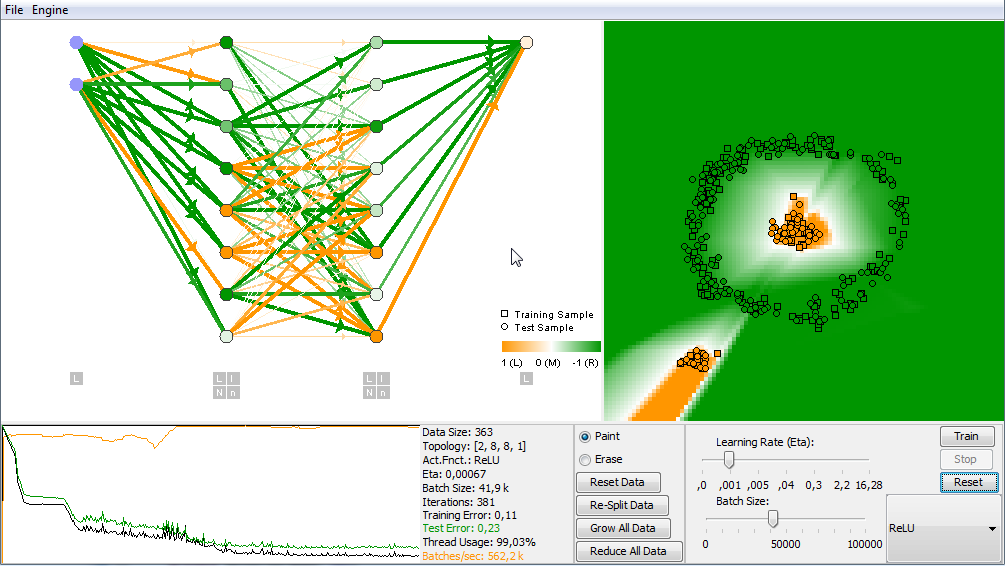 File Engine
L
L I
N n
L I
N n
L
Training Sample
Test Sample
1 (L) 0 (M) -1 (R)
Data Size: 363
Topology: [2, 8, 8, 1]
Act.Fnct.: ReLU
Eta: 0,00067
Batch Size: 41,9 k
Iterations: 381
Training Error: 0,11
Test Error: 0,23
Thread Usage: 99,03%
Batches/sec: 562,2 k
Paint
Erase
Reset Data
Re-Split Data
Grow All Data
Reduce All Data
Learning Rate (Eta):
,0 ,001 ,005 ,04 0,3 2,2 16,28
Batch Size:
0 50000 100000
Train
Stop
Reset
ReLU